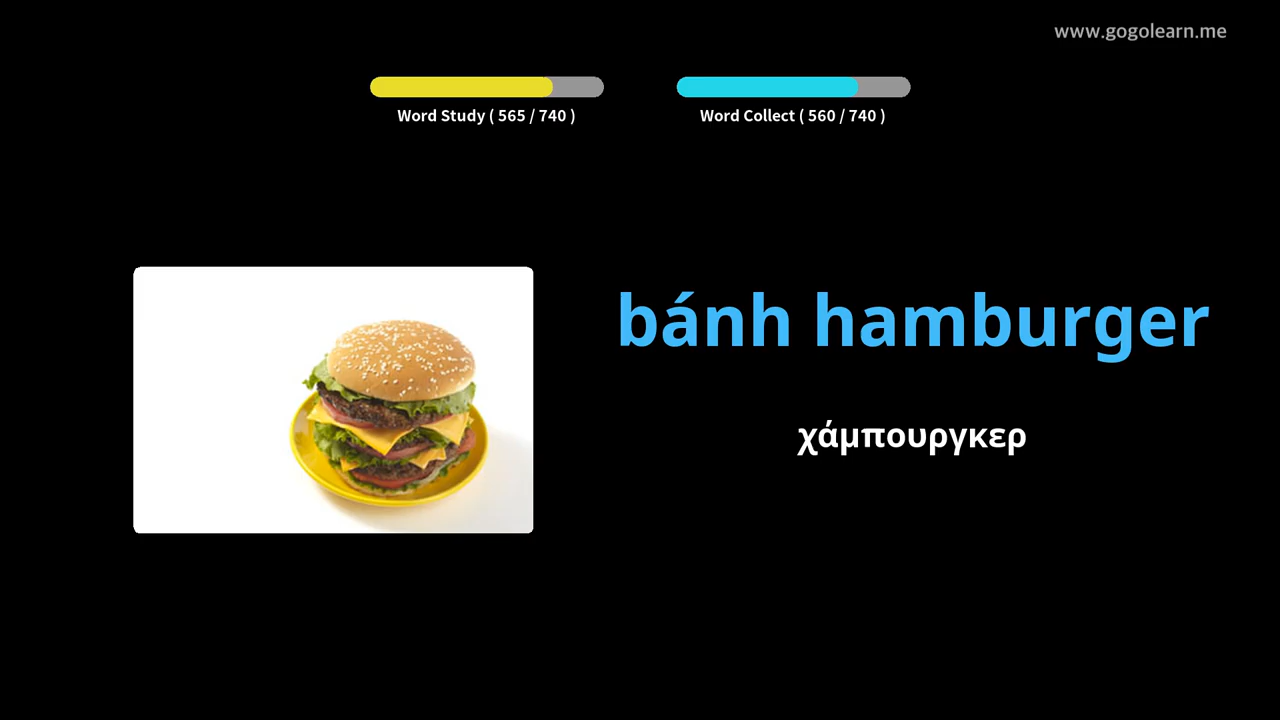 www.gogolearn.me
Word Study ( 565 / 740 )
Word Collect ( 560 / 740 )
bánh hamburger
χάμπουργκερ